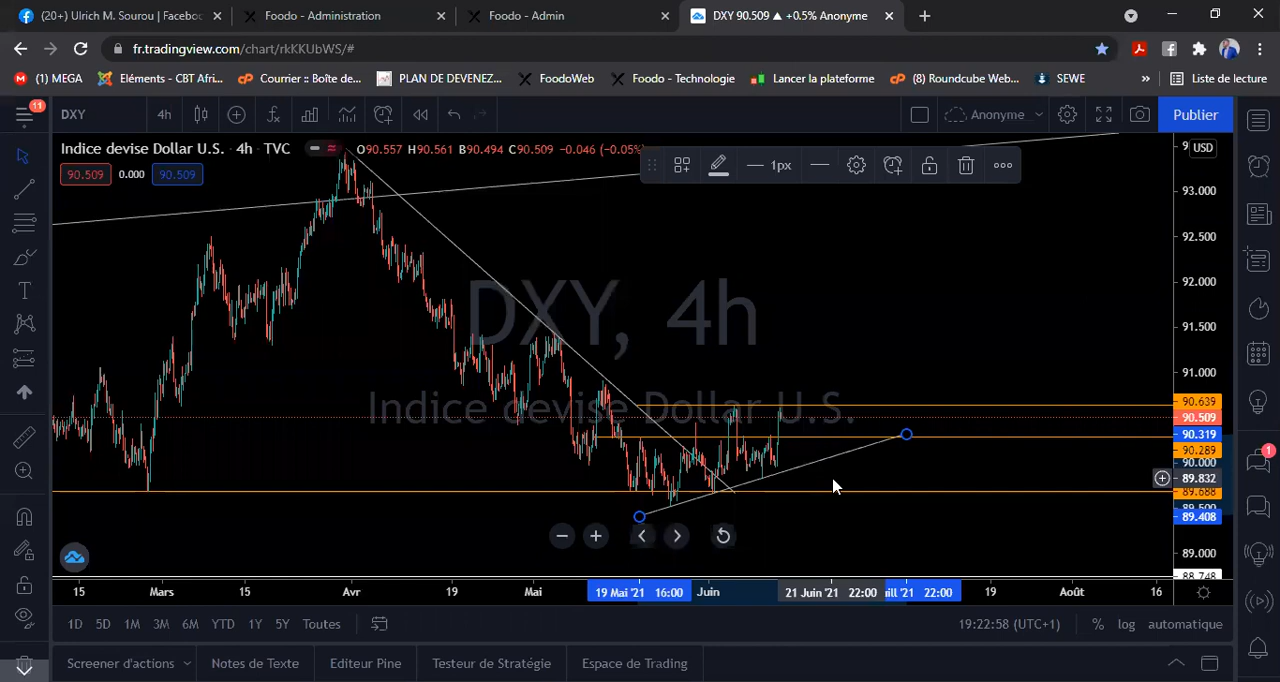 (20+) Ulrich M. Sourou | Faceboo
Foodo - Administration
Foodo - Admin
DXY 90.509 ▲ +0.5% Anonyme
fr.tradingview.com/chart/rkKKUbWS/#
(1) MEGA
Eléments - CBT Afri...
Courrier :: Boîte de...
PLAN DE DEVENEZ...
FoodoWeb
Foodo - Technologie
Lancer la plateforme
(8) Roundcube Web...
SEWE
»
Liste de lecture
11
DXY
4h
Anonyme
Publier
Indice devise Dollar U.S. · 4h · TVC
O90.557 H90.561 B90.494 C90.509 -0.046 (-0.05%
90.509 0.000 90.509
1px
USD
93.000
92.500
92.000
91.500
91.000
90.639
90.509
90.319
90.289
90.000
89.832
89.688
89.500
89.408
89.000
88.748
DXY, 4h
Indice devise Dollar U.S.
1
15 Mars 15 Avr 19 Mai 19 Mai '21 16:00 Juin 21 Juin '21 22:00 uill '21 22:00 19 Août 16
1D 5D 1M 3M 6M YTD 1Y 5Y Toutes
19:22:58 (UTC+1)
% log automatique
Screener d'actions
Notes de Texte
Editeur Pine
Testeur de Stratégie
Espace de Trading